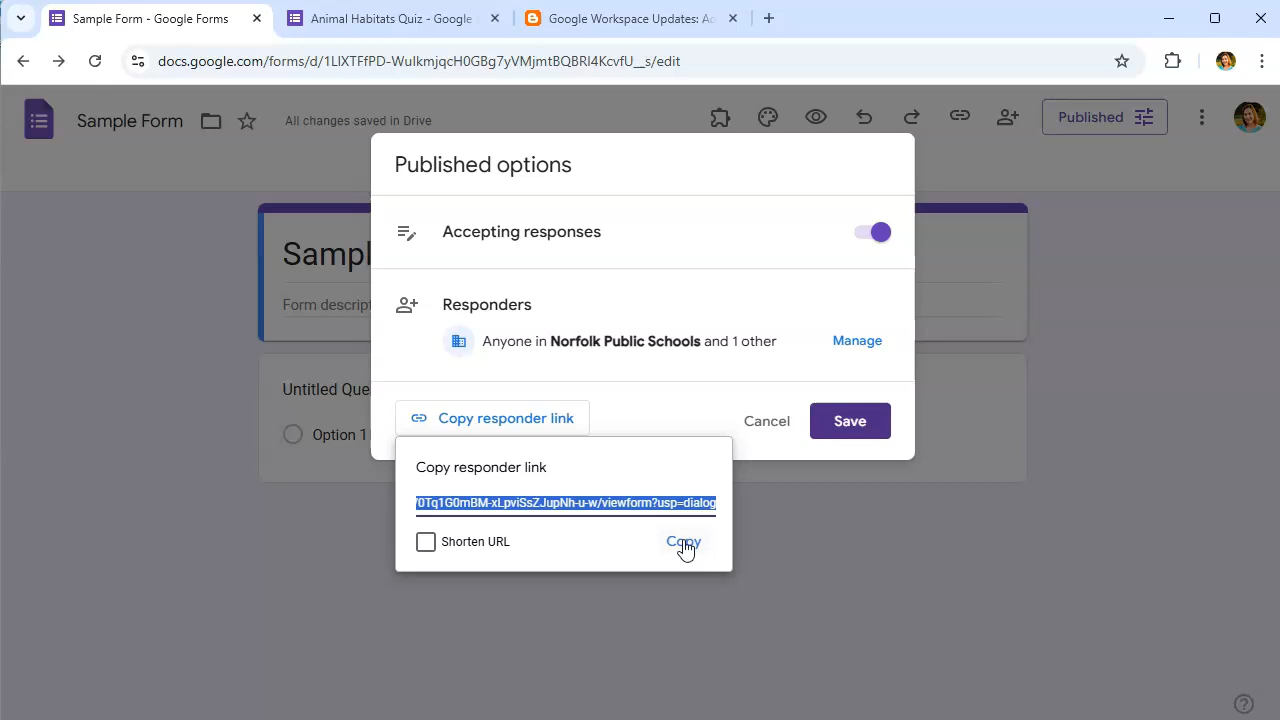 Sample Form - Google Forms
Animal Habitats Quiz - Google
Google Workspace Updates: Ac
docs.google.com/forms/d/1LlXTFfPD-WulkmjqcH0GBg7yVMjmtBQBRl4KcvfU__s/edit
Sample Form
All changes saved in Drive
Published
Published options
Accepting responses
Sampl
Form descript
Responders
Anyone in Norfolk Public Schools and 1 other
Manage
Untitled Que
Option 1
Copy responder link
Cancel
Save
Copy responder link
/0Tq1G0mBM-xLpviSsZJupNh-u-w/viewform?usp=dialog
Shorten URL
Copy